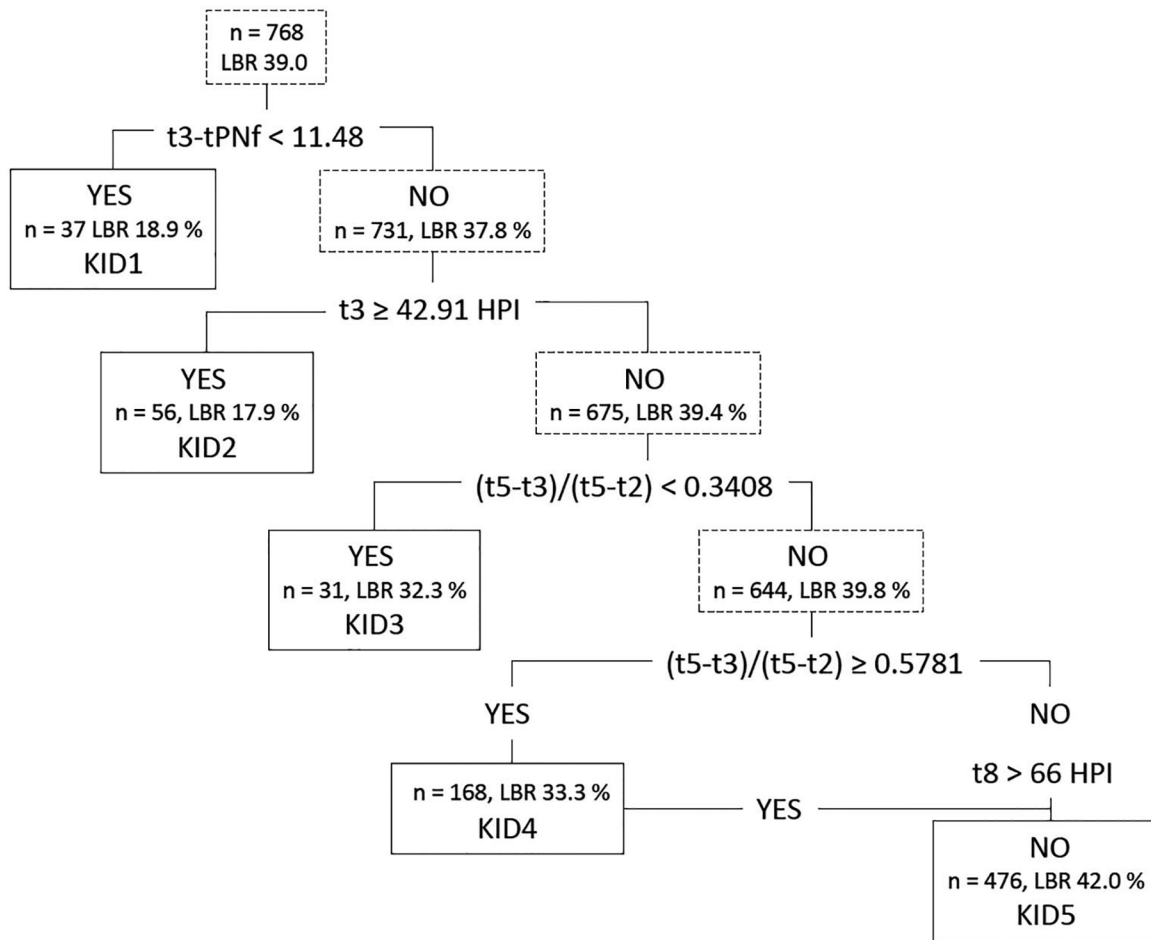 n = 768
LBR 39.0
t3-tPNf < 11.48
YES
n = 37 LBR 18.9 %
KID1
NO
n = 731, LBR 37.8 %
t3 ≥ 42.91 HPI
YES
n = 56, LBR 17.9 %
KID2
NO
n = 675, LBR 39.4 %
(t5-t3)/(t5-t2) < 0.3408
YES
n = 31, LBR 32.3 %
KID3
NO
n = 644, LBR 39.8 %
(t5-t3)/(t5-t2) ≥ 0.5781
YES
NO
t8 > 66 HPI
n = 168, LBR 33.3 %
KID4
YES
NO
n = 476, LBR 42.0 %
KID5